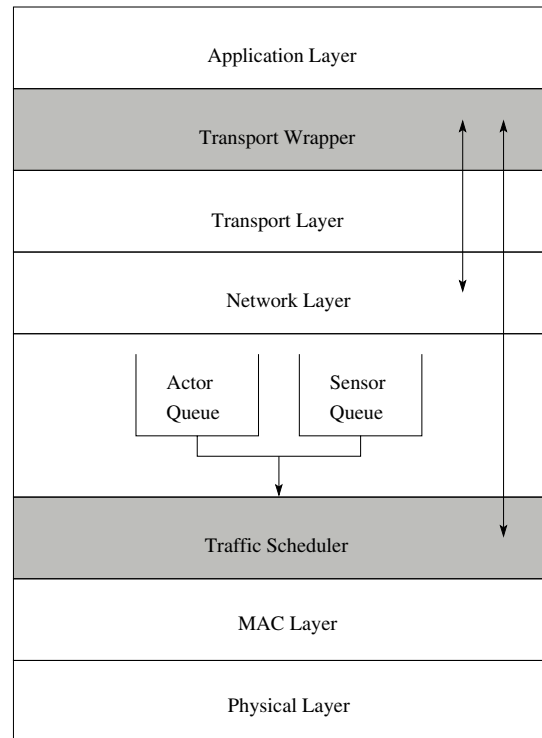 Application Layer
Transport Wrapper
Transport Layer
Network Layer
Actor
Queue
Sensor
Queue
Traffic Scheduler
MAC Layer
Physical Layer